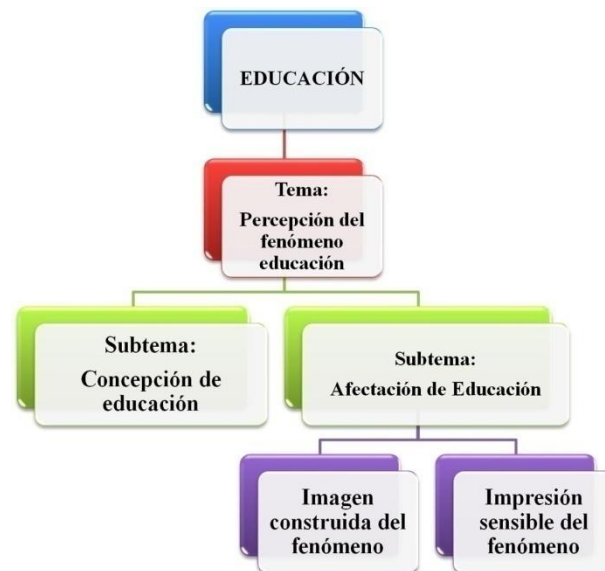 EDUCACIÓN
Tema:
Percepción del
fenómeno
educación
Subtema:
Concepción de
educación
Subtema:
Afectación de Educación
Imagen
construida del
fenómeno
Impresión
sensible del
fenómeno